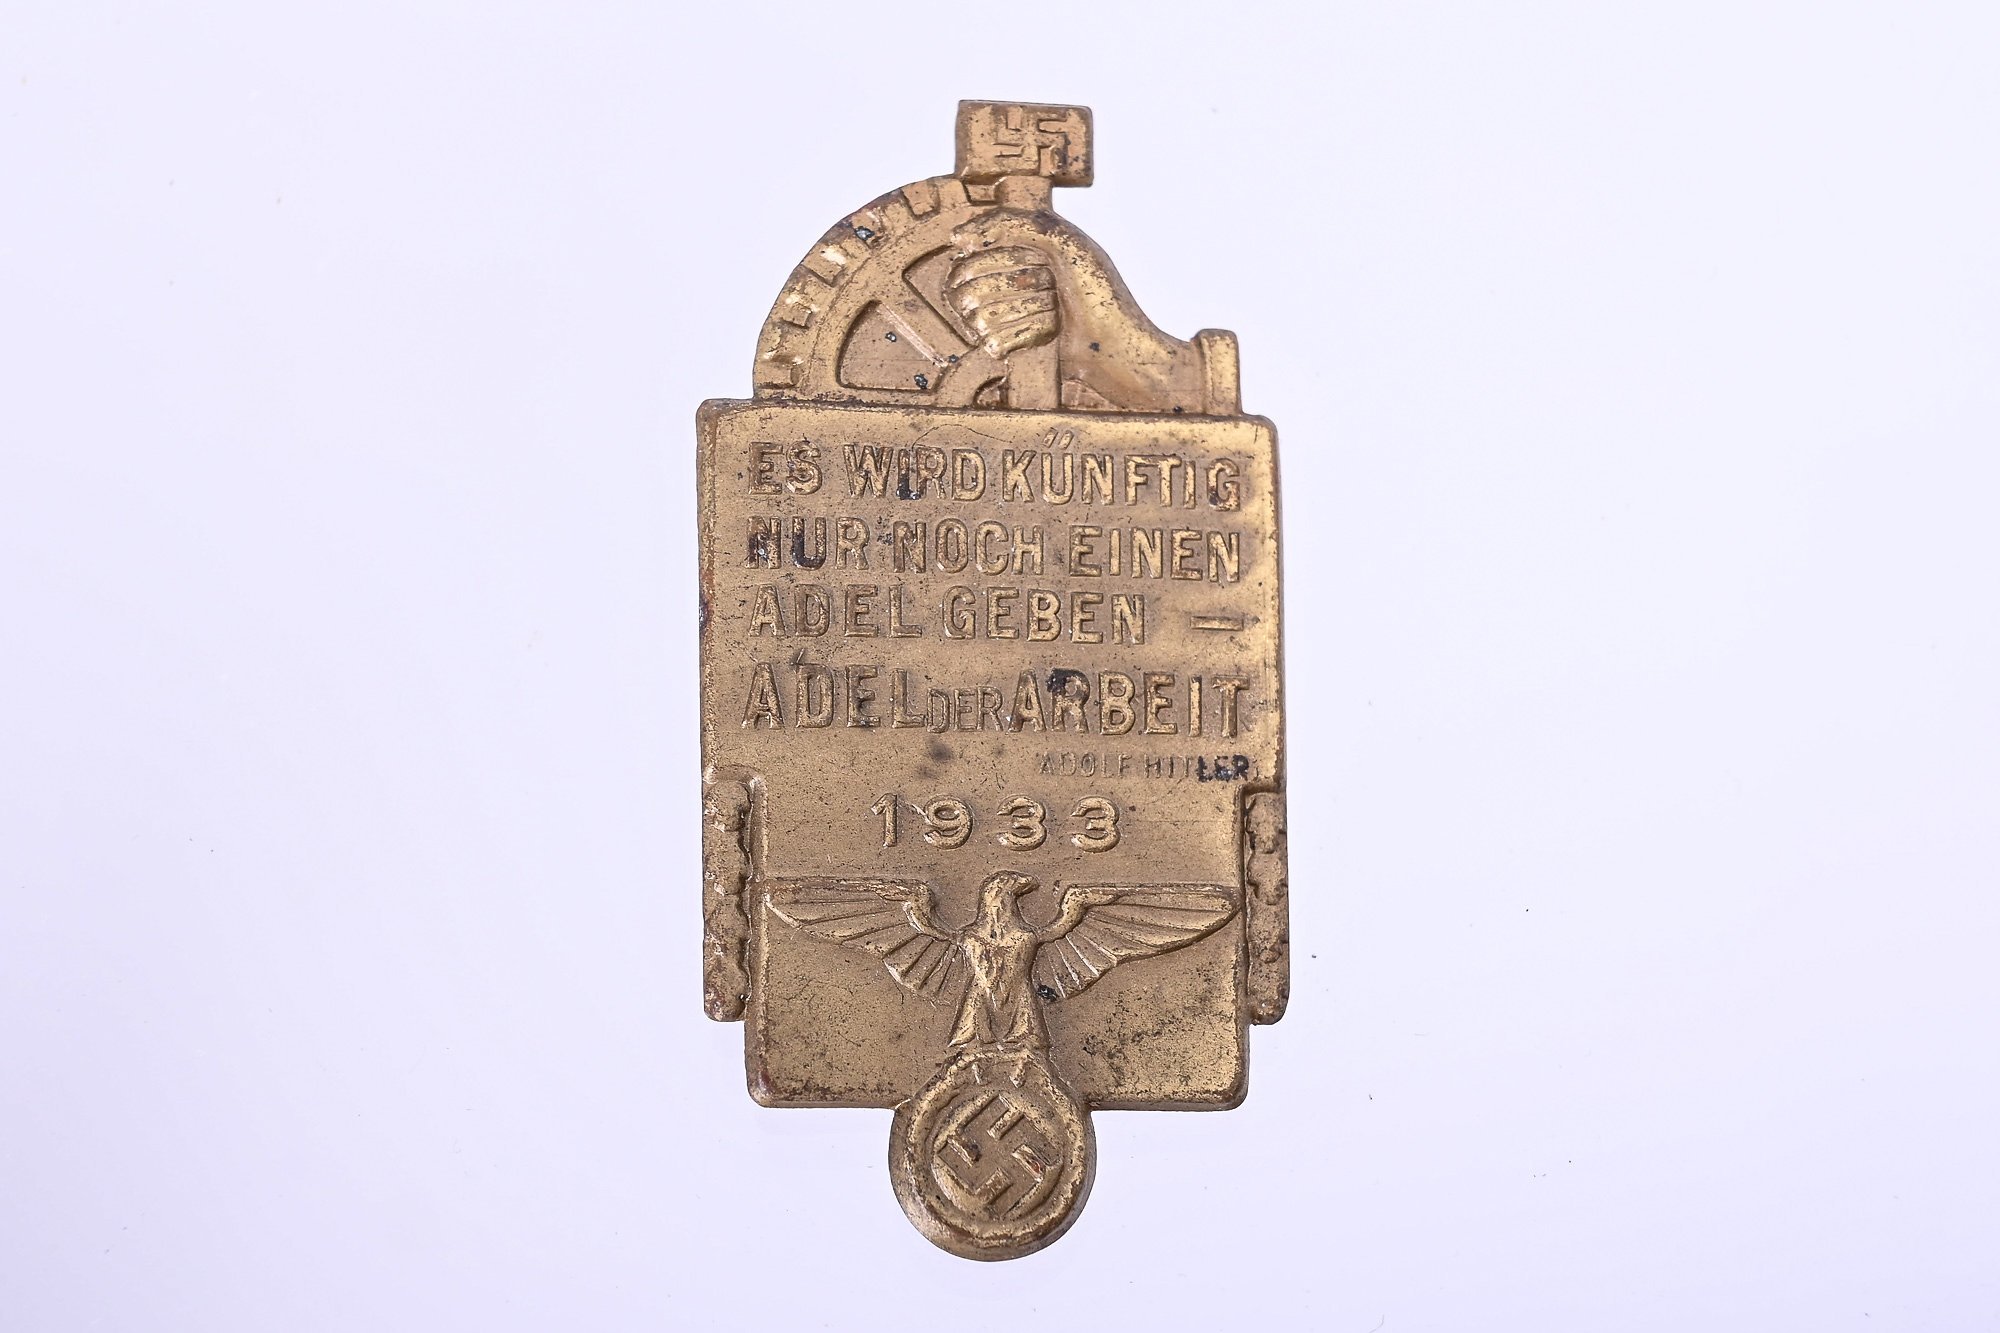 ES WIRD KÜNFTIG
NUR NOCH EINEN
ADEL GEBEN —
ADEL DER ARBEIT
ADOLF HITLER
1933